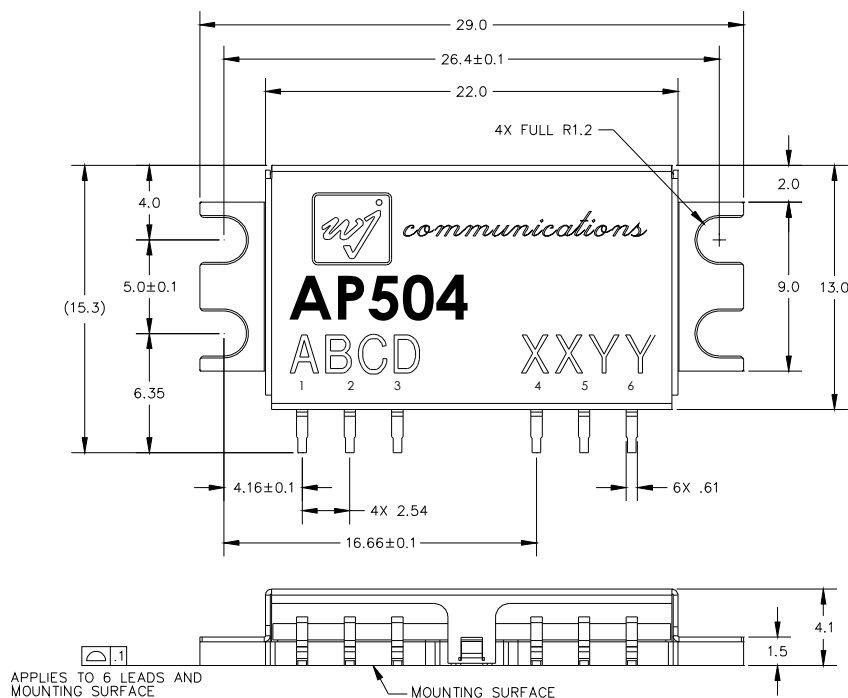 29.0
26.4±0.1
22.0
4X FULL R1.2
4.0
2.0
wj communications
5.0±0.1
(15.3)
9.0
13.0
AP504
ABCD XXYY
1 2 3 4 5 6
6.35
4.16±0.1
4X 2.54
6X .61
16.66±0.1
4.1
1.5
.1
APPLIES TO 6 LEADS AND
MOUNTING SURFACE
MOUNTING SURFACE